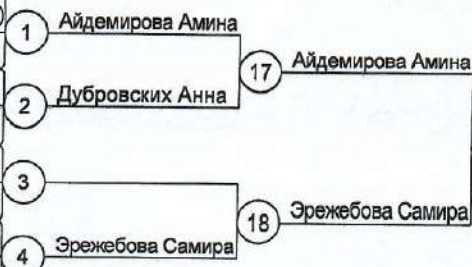 1 Айдемирова Амина
17 Айдемирова Амина
2 Дубровских Анна
3
18 Эрежебова Самира
4 Эрежебова Самира